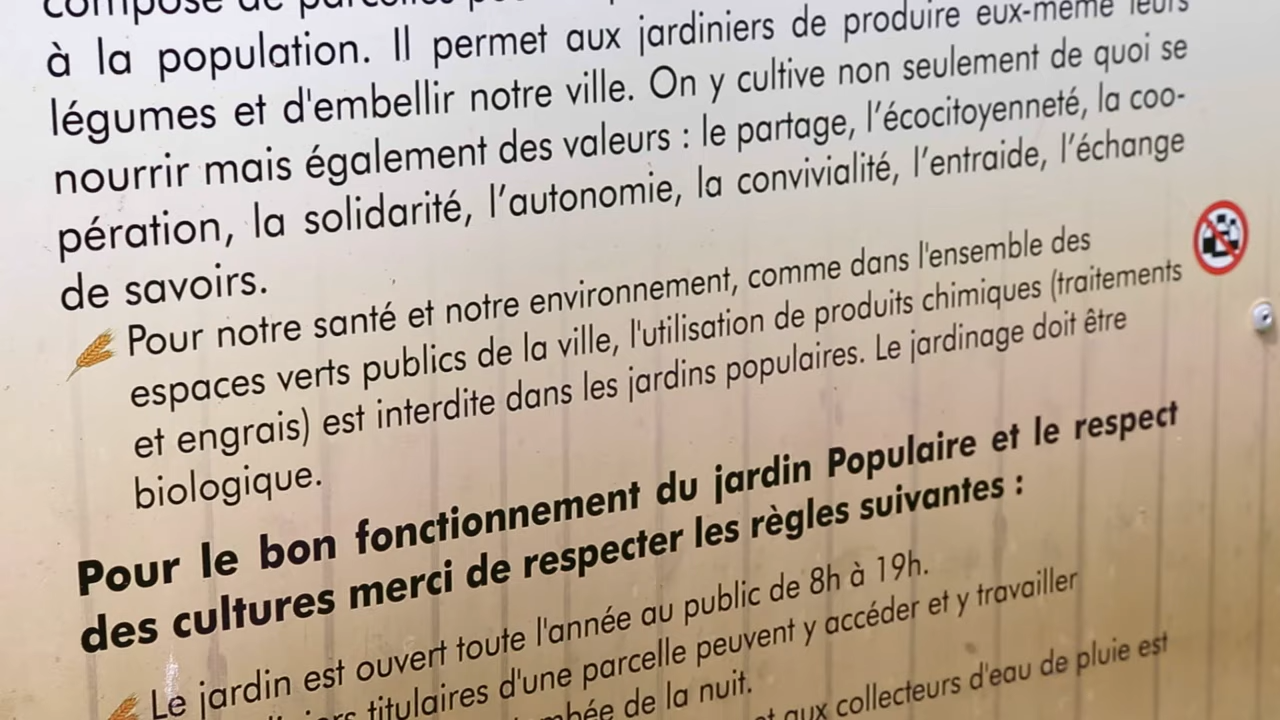 composé de parcelles
à la population. Il permet aux jardiniers de produire eux-même leurs
légumes et d'embellir notre ville. On y cultive non seulement de quoi se
nourrir mais également des valeurs : le partage, l'écocitoyenneté, la coo-
pération, la solidarité, l'autonomie, la convivialité, l'entraide, l'échange
de savoirs.
Pour notre santé et notre environnement, comme dans l'ensemble des
espaces verts publics de la ville, l'utilisation de produits chimiques (traitements
et engrais) est interdite dans les jardins populaires. Le jardinage doit être
biologique.
Pour le bon fonctionnement du jardin Populaire et le respect
des cultures merci de respecter les règles suivantes :
Le jardin est ouvert toute l'année au public de 8h à 19h.
titulaires d'une parcelle peuvent y accéder et y travailler
de la nuit.
aux collecteurs d'eau de pluie est